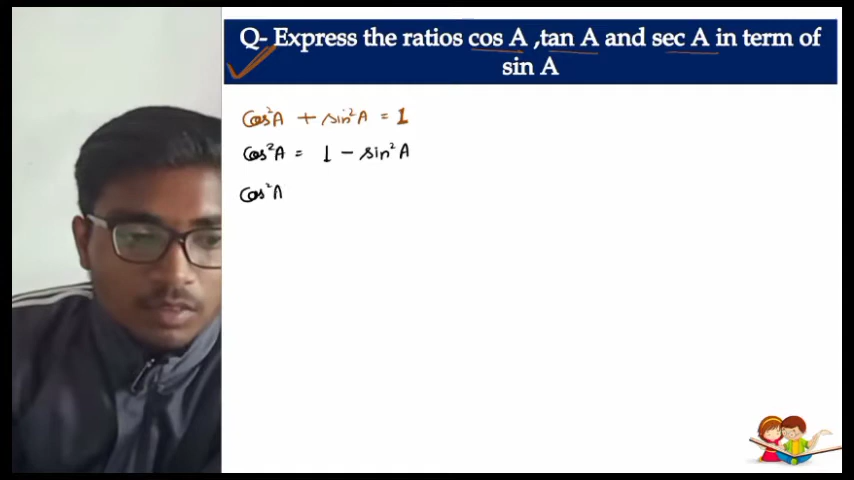 Q- Express the ratios cos A ,tan A and sec A in term of
sin A
Cos²A + sin²A = 1
Cos²A = 1 - sin²A
Cos²A